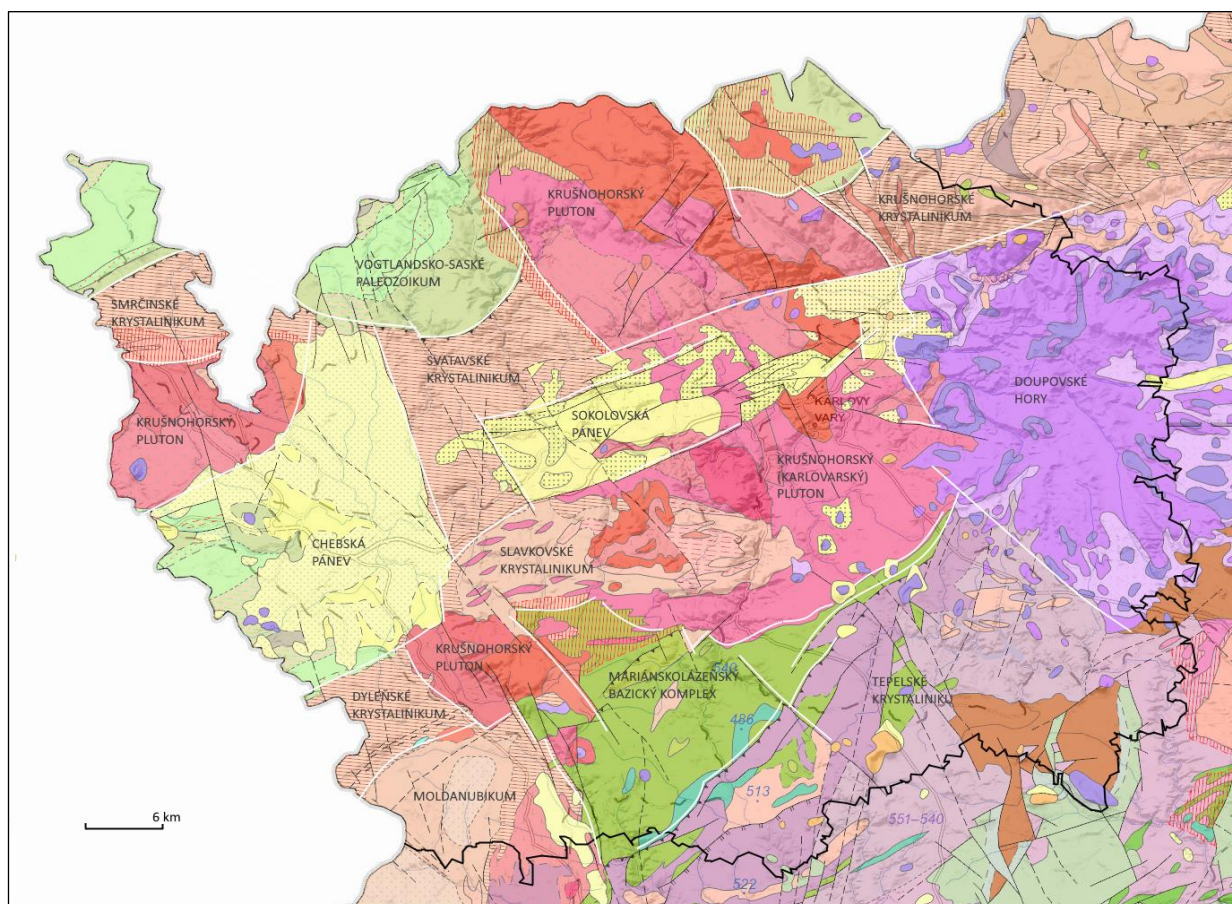 KRUŠNOHORSKÝ
PLUTON
KRUŠNOHORSKÉ
KRYSTALINIKUM
VOGTLANDSKO-SASKÉ
PALEOZOIKUM
SMRČINSKÉ
KRYSTALINIKUM
SVATAVSKÉ
KRYSTALINIKUM
DOUPOVSKÉ
HORY
KARLOVY
VARY
SOKOLOVSKÁ
PÁNEV
KRUŠNOHORSKÝ
PLUTON
KRUŠNOHORSKÝ
(KARLOVARSKÝ)
PLUTON
CHEBSKÁ
PÁNEV
SLAVKOVSKÉ
KRYSTALINIKUM
KRUŠNOHORSKÝ
PLUTON
540
MARIÁNSKOLÁZEŇSKÝ
BAZICKÝ KOMPLEX
TEPELSKÉ
KRYSTALINIKU
DYLEŇSKÉ
KRYSTALINIKUM
486
MOLDANUBIKUM
513
6 km
551–540
522